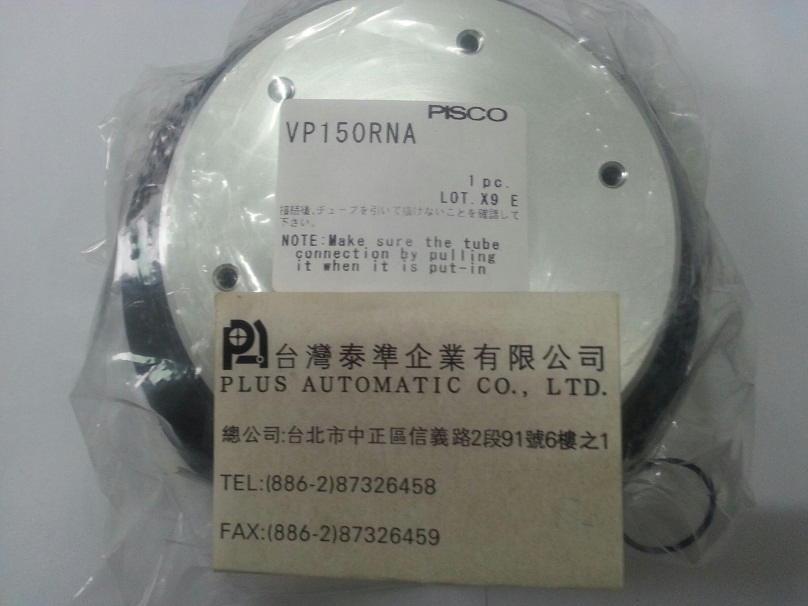 PISCO
VP150RNA
1 pc.
LOT. X9 E
接続後、チューブを引いて抜けないことを確認して
下さい。
NOTE:Make sure the tube
connection by pulling
it when it is put-in
台灣泰準企業有限公司
PLUS AUTOMATIC CO., LTD.
總公司:台北市中正區信義路2段91號6樓之1
TEL:(886-2)87326458
FAX:(886-2)87326459